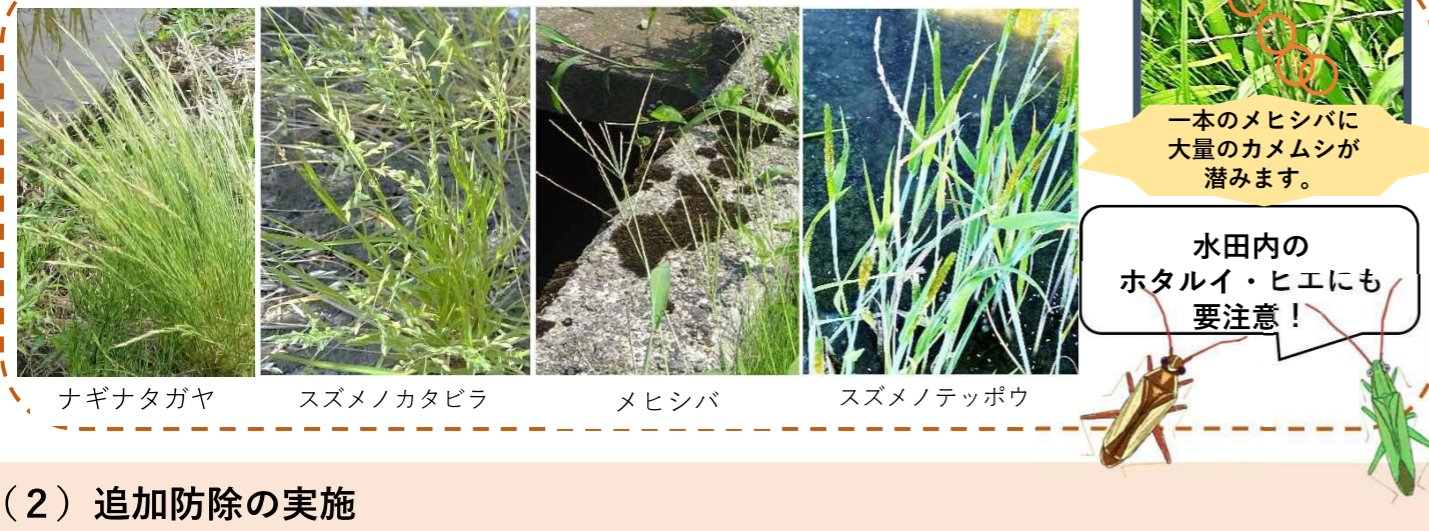 一本のメヒシバに
大量のカメムシが
潜みます。
水田内の
ホタルイ・ヒエにも
要注意！
ナギナタガヤ
スズメノカタビラ
メヒシバ
スズメノテッポウ
（２）追加防除の実施